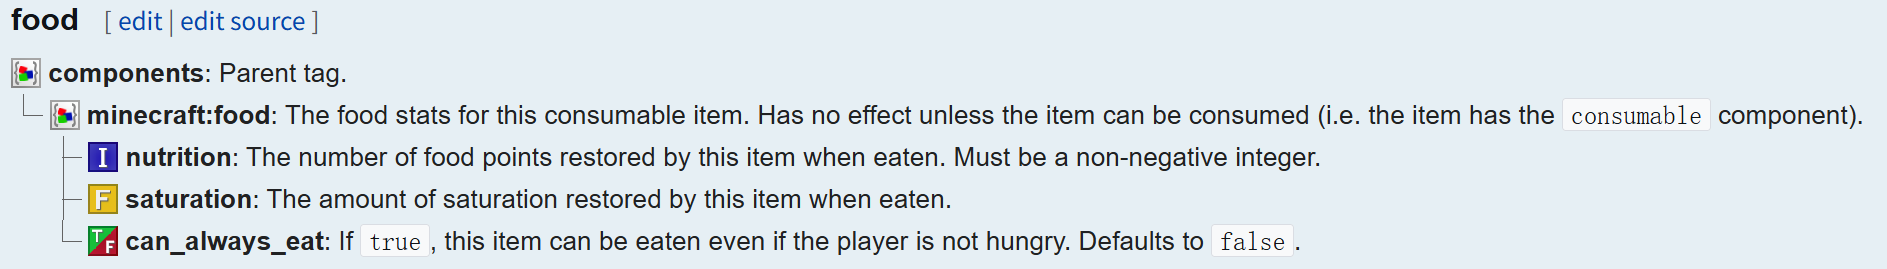 food [ edit | edit source ]
components: Parent tag.
minecraft:food: The food stats for this consumable item. Has no effect unless the item can be consumed (i.e. the item has the consumable component).
I nutrition: The number of food points restored by this item when eaten. Must be a non-negative integer.
F saturation: The amount of saturation restored by this item when eaten.
TF can_always_eat: If true, this item can be eaten even if the player is not hungry. Defaults to false.